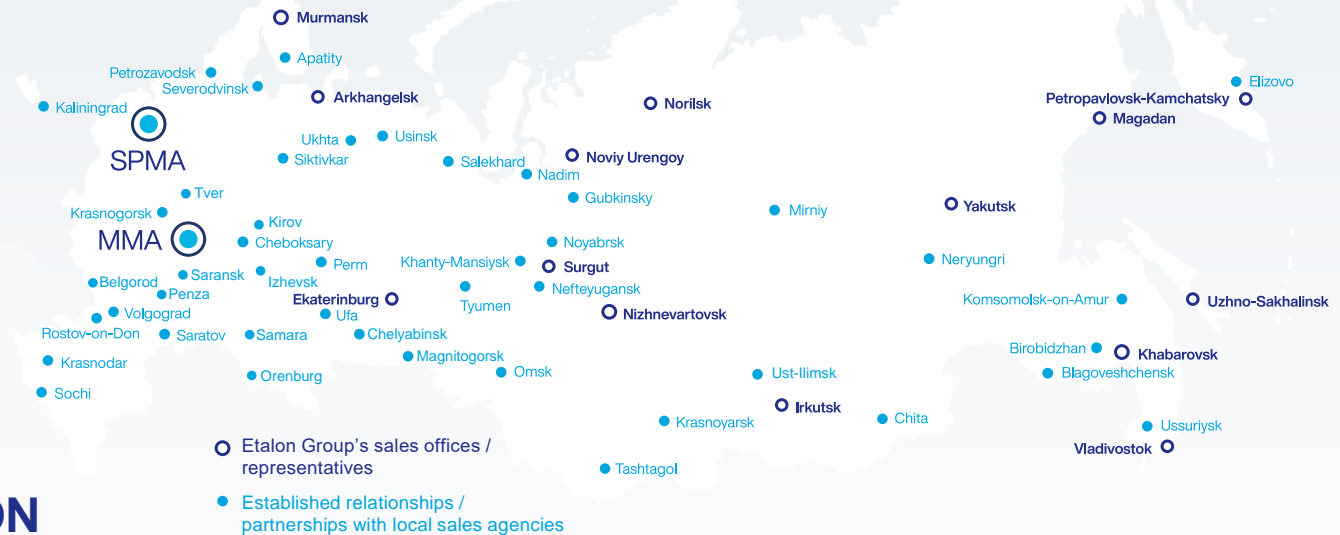 Murmansk
Apatity
Petrozavodsk
Severodvinsk
Elizovo
Kaliningrad
Arkhangelsk
Norilsk
Petropavlovsk-Kamchatsky
Magadan
SPMA
Ukhta
Usinsk
Siktivkar
Salekhard
Noviy Urengoy
Nadim
Tver
Gubkinsky
Krasnogorsk
Mirniy
Yakutsk
Kirov
MMA
Cheboksary
Noyabrsk
Perm
Khanty-Mansiysk
Neryungri
Saransk
Surgut
Belgorod
Izhevsk
Penza
Nefteyugansk
Ekaterinburg
Tyumen
Komsomolsk-on-Amur
Uzhno-Sakhalinsk
Volgograd
Ufa
Nizhnevartovsk
Rostov-on-Don
Saratov
Samara
Chelyabinsk
Birobidzhan
Khabarovsk
Krasnodar
Magnitogorsk
Orenburg
Omsk
Ust-Ilimsk
Blagoveshchensk
Sochi
Irkutsk
Krasnoyarsk
Chita
Ussuriysk
Vladivostok
Tashtagol
Etalon Group's sales offices /
representatives
Established relationships /
partnerships with local sales agencies
ON